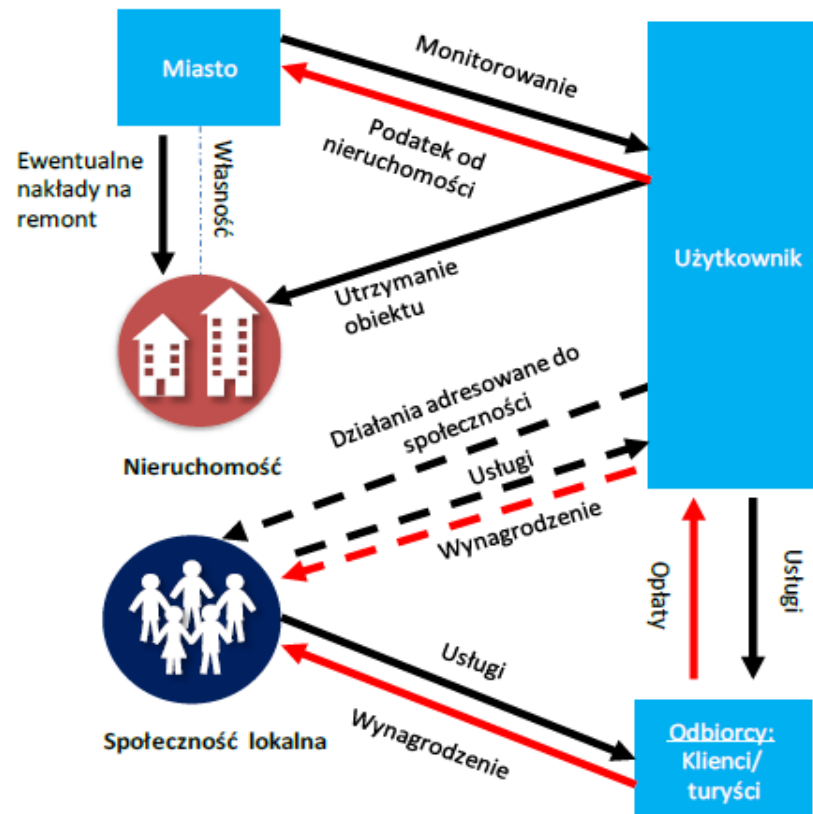 Miasto
Monitorowanie
Podatek od
nieruchomości
Ewentualne
nakłady na
remont
Własność
Użytkownik
Utrzymanie
obiektu
Nieruchomość
Działania adresowane do
społeczności
Usługi
Wynagrodzenie
Opłaty
Usługi
Społeczność lokalna
Usługi
Wynagrodzenie
Odbiorcy:
Klienci/
turyści